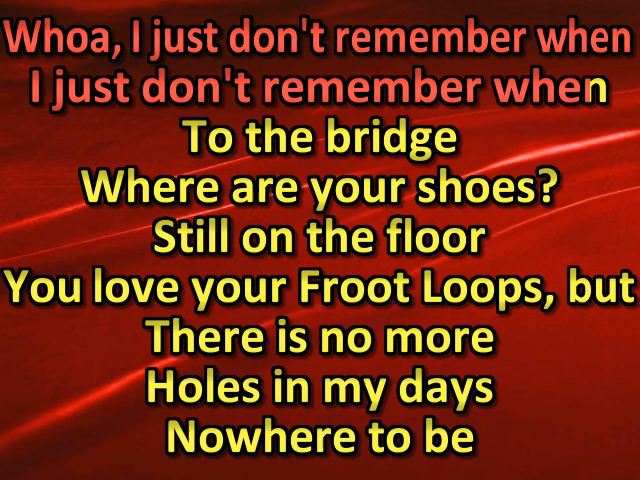 Whoa, I just don't remember when
I just don't remember when
To the bridge
Where are your shoes?
Still on the floor
You love your Froot Loops, but
There is no more
Holes in my days
Nowhere to be